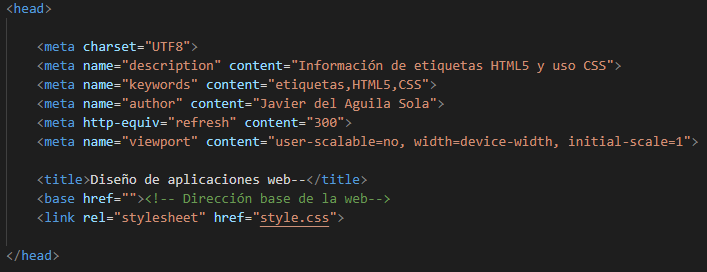 <head>
<meta charset="UTF8">
<meta name="description" content="Información de etiquetas HTML5 y uso CSS">
<meta name="keywords" content="etiquetas,HTML5,CSS">
<meta name="author" content="Javier del Aguila Sola">
<meta http-equiv="refresh" content="300">
<meta name="viewport" content="user-scalable=no, width=device-width, initial-scale=1">
<title>Diseño de aplicaciones web--</title>
<base href=""><!-- Dirección base de la web-->
<link rel="stylesheet" href="style.css">
</head>